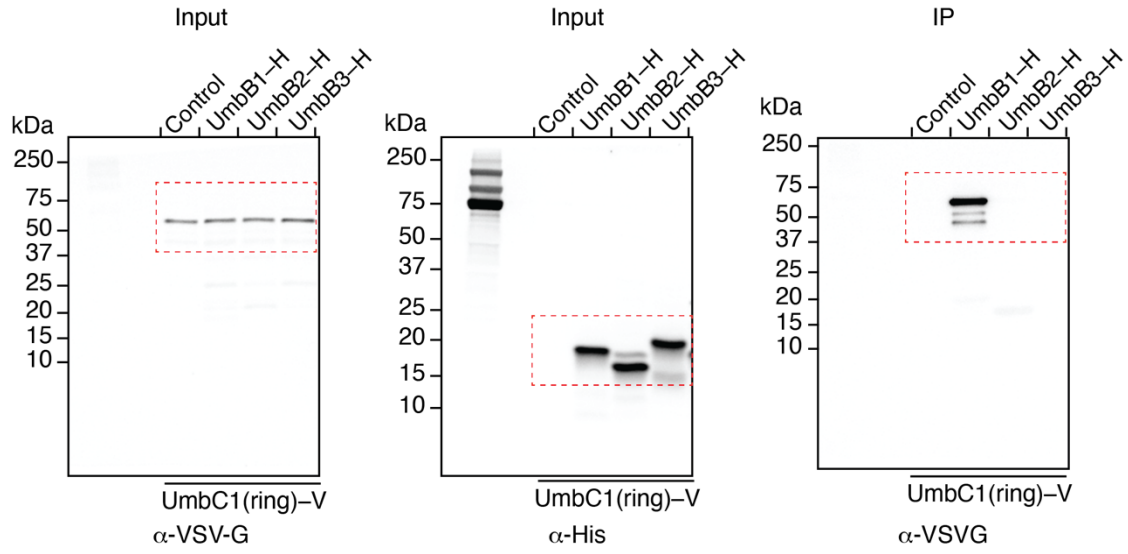 Input
Control
UmbB1–H
UmbB2–H
UmbB3–H
kDa
250
75
50
37
25
20
15
10
UmbC1(ring)–V
α-VSV-G
Input
Control
UmbB1–H
UmbB2–H
UmbB3–H
kDa
250
75
50
37
25
20
15
10
UmbC1(ring)–V
α-His
IP
Control
UmbB1–H
UmbB2–H
UmbB3–H
kDa
250
75
50
37
20
15
10
UmbC1(ring)–V
α-VSVG